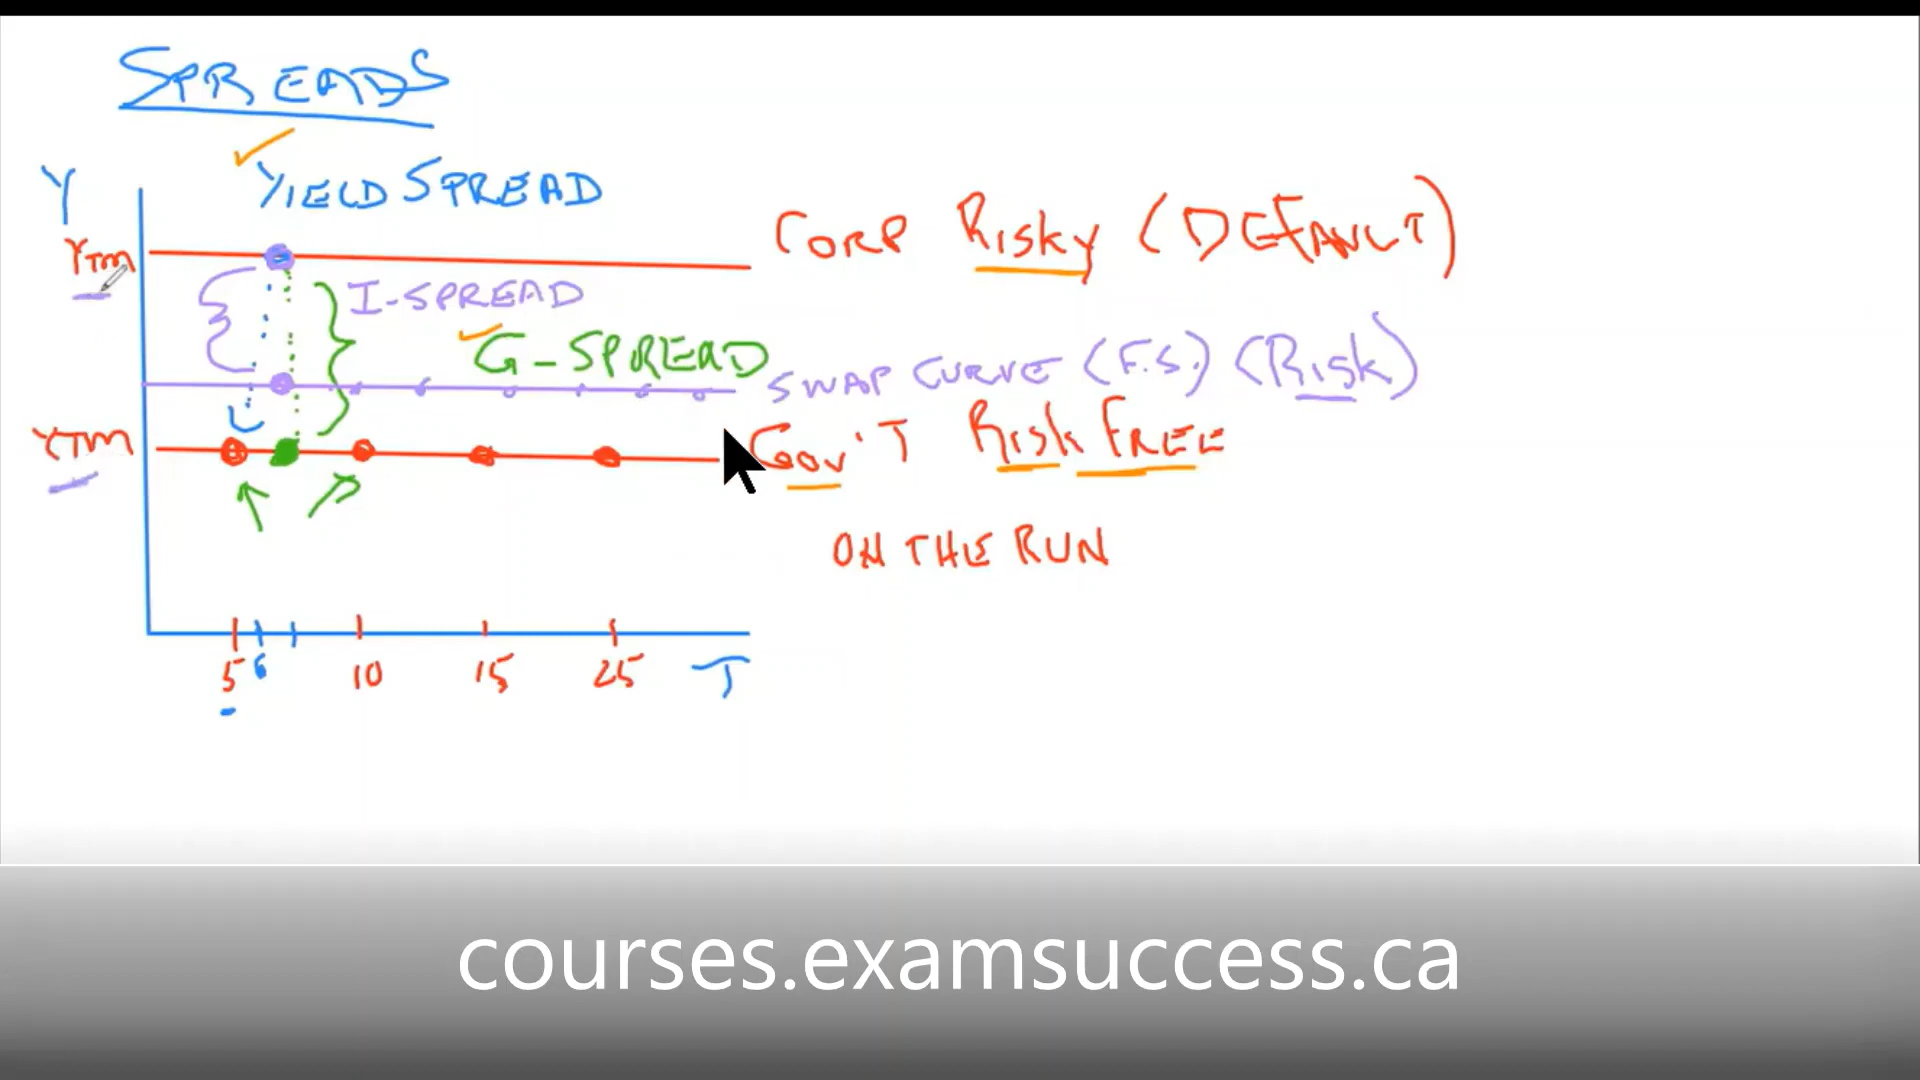 SPREADS
YIELD SPREAD
Y
YTM
CORP RISKY (DEFAULT)
I-SPREAD
G-SPREAD
SWAP CURVE (F.S.) (RISK)
YTM
GOV'T RISK FREE
ON THE RUN
5 6 10 15 25 T
courses.examsuccess.ca